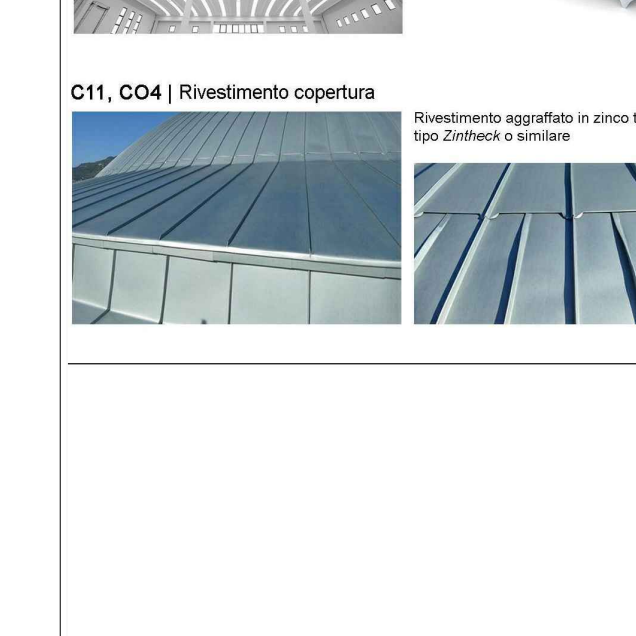 C11, CO4 | Rivestimento copertura
Rivestimento aggraffato in zinco
tipo Zintheck o similare